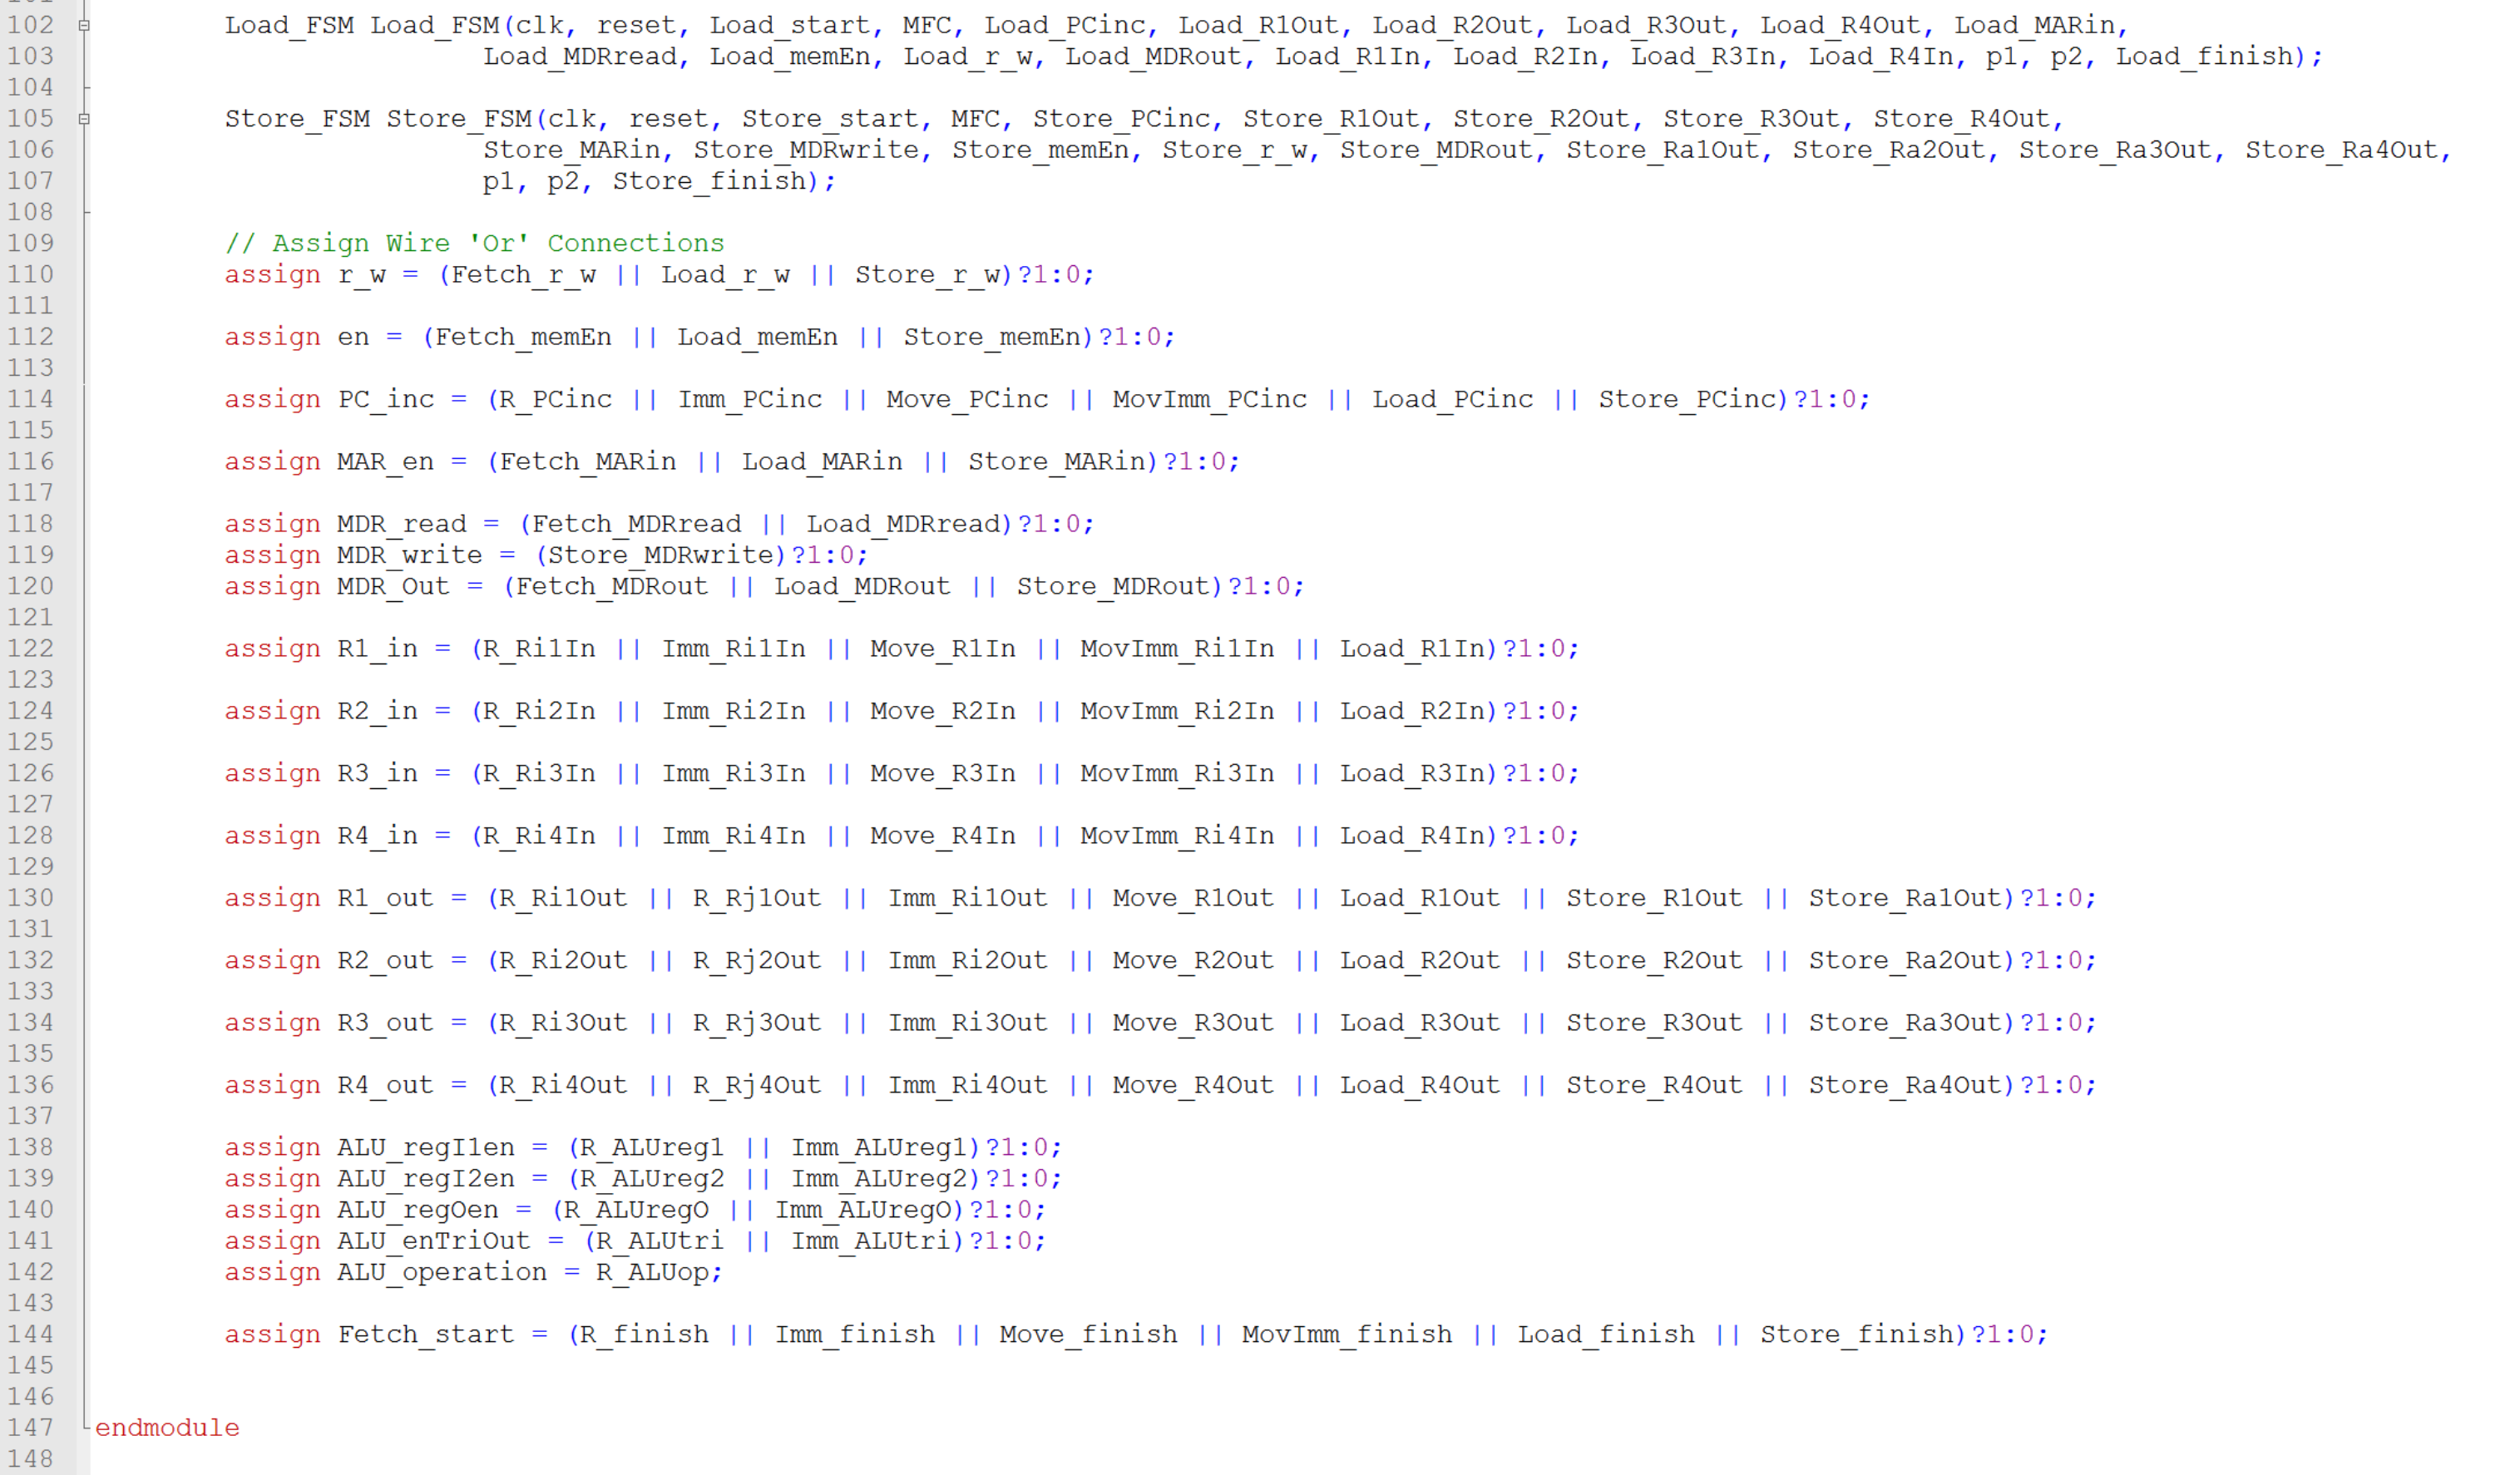 102 Load_FSM Load_FSM(clk, reset, Load_start, MFC, Load_PCinc, Load_R1Out, Load_R2Out, Load_R3Out, Load_R4Out, Load_MARin,
103 Load_MDRread, Load_memEn, Load_r_w, Load_MDRout, Load_R1In, Load_R2In, Load_R3In, Load_R4In, p1, p2, Load_finish);
104
105 Store_FSM Store_FSM(clk, reset, Store_start, MFC, Store_PCinc, Store_R1Out, Store_R2Out, Store_R3Out, Store_R4Out,
106 Store_MARin, Store_MDRwrite, Store_memEn, Store_r_w, Store_MDRout, Store_Ra1Out, Store_Ra2Out, Store_Ra3Out, Store_Ra4Out,
107 p1, p2, Store_finish);
108
109 // Assign Wire 'Or' Connections
110 assign r_w = (Fetch_r_w || Load_r_w || Store_r_w)?1:0;
111
112 assign en = (Fetch_memEn || Load_memEn || Store_memEn)?1:0;
113
114 assign PC_inc = (R_PCinc || Imm_PCinc || Move_PCinc || MovImm_PCinc || Load_PCinc || Store_PCinc)?1:0;
115
116 assign MAR_en = (Fetch_MARin || Load_MARin || Store_MARin)?1:0;
117
118 assign MDR_read = (Fetch_MDRread || Load_MDRread)?1:0;
119 assign MDR_write = (Store_MDRwrite)?1:0;
120 assign MDR_Out = (Fetch_MDRout || Load_MDRout || Store_MDRout)?1:0;
121
122 assign R1_in = (R_Ri1In || Imm_Ri1In || Move_R1In || MovImm_Ri1In || Load_R1In)?1:0;
123
124 assign R2_in = (R_Ri2In || Imm_Ri2In || Move_R2In || MovImm_Ri2In || Load_R2In)?1:0;
125
126 assign R3_in = (R_Ri3In || Imm_Ri3In || Move_R3In || MovImm_Ri3In || Load_R3In)?1:0;
127
128 assign R4_in = (R_Ri4In || Imm_Ri4In || Move_R4In || MovImm_Ri4In || Load_R4In)?1:0;
129
130 assign R1_out = (R_Ri1Out || R_Rj1Out || Imm_Ri1Out || Move_R1Out || Load_R1Out || Store_R1Out || Store_Ra1Out)?1:0;
131
132 assign R2_out = (R_Ri2Out || R_Rj2Out || Imm_Ri2Out || Move_R2Out || Load_R2Out || Store_R2Out || Store_Ra2Out)?1:0;
133
134 assign R3_out = (R_Ri3Out || R_Rj3Out || Imm_Ri3Out || Move_R3Out || Load_R3Out || Store_R3Out || Store_Ra3Out)?1:0;
135
136 assign R4_out = (R_Ri4Out || R_Rj4Out || Imm_Ri4Out || Move_R4Out || Load_R4Out || Store_R4Out || Store_Ra4Out)?1:0;
137
138 assign ALU_regI1en = (R_ALUreg1 || Imm_ALUreg1)?1:0;
139 assign ALU_regI2en = (R_ALUreg2 || Imm_ALUreg2)?1:0;
140 assign ALU_regOen = (R_ALUregO || Imm_ALUregO)?1:0;
141 assign ALU_enTriOut = (R_ALUtri || Imm_ALUtri)?1:0;
142 assign ALU_operation = R_ALUop;
143
144 assign Fetch_start = (R_finish || Imm_finish || Move_finish || MovImm_finish || Load_finish || Store_finish)?1:0;
145
146
147 endmodule
148